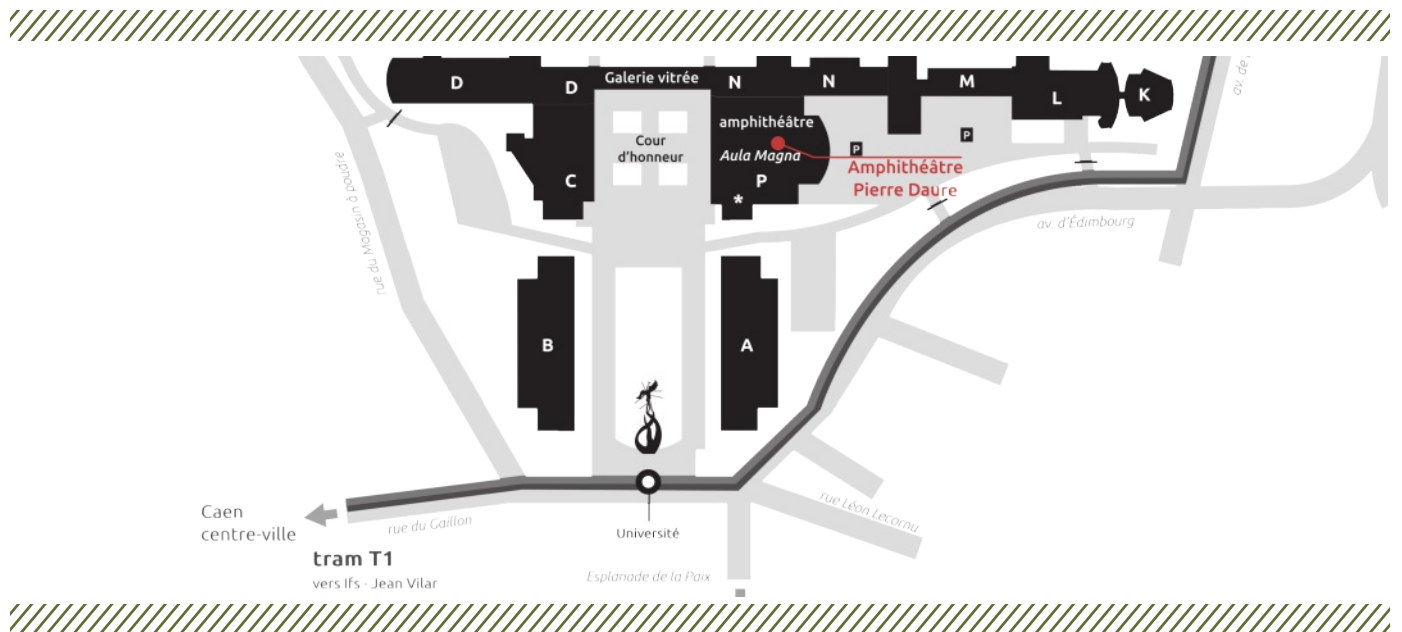 D
D
Galerie vitrée
N
N
M
L
K
av. de
amphithéâtre
Aula Magna
P
*
Cour
d'honneur
C
P
P
Amphithéâtre
Pierre Daure
rue du Magasin à poudre
av. d'Édimbourg
B
A
Caen
centre-ville
rue du Gaillon
Université
rue Léon Lecornu
tram T1
vers Ifs - Jean Vilar
Esplanade de la Paix